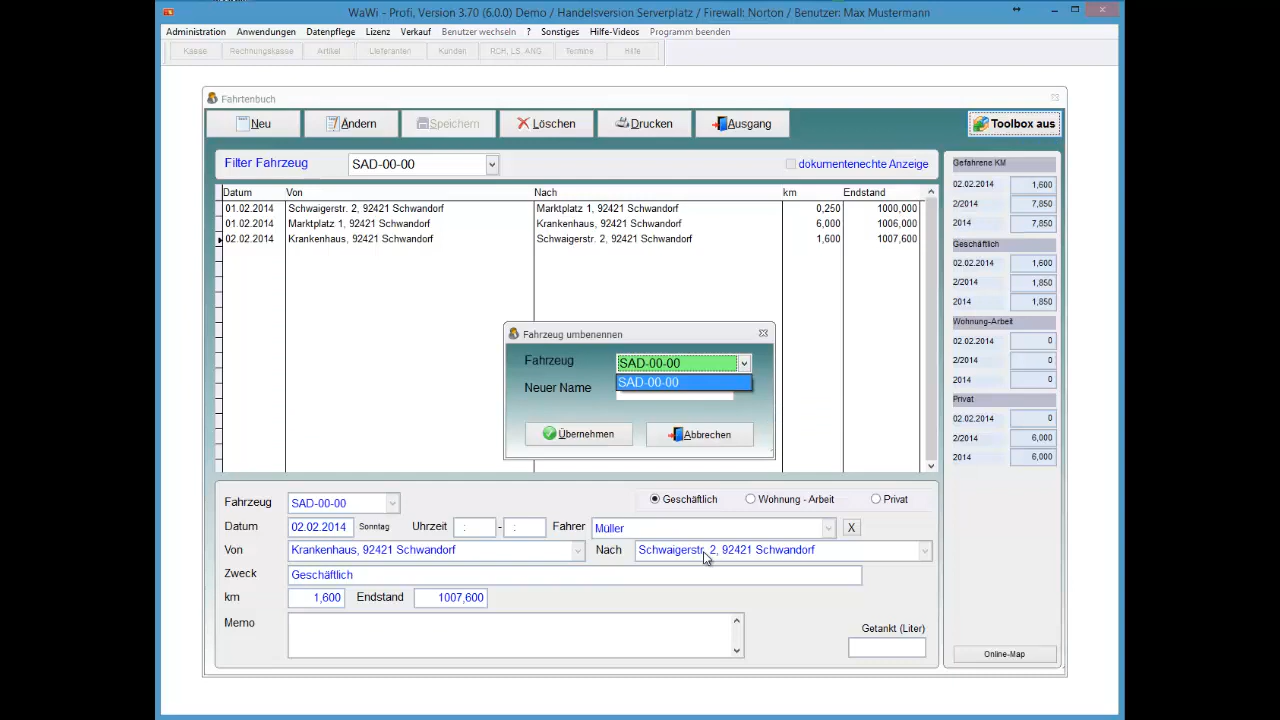 WaWi - Profi, Version 3.70 (6.0.0) Demo / Handelsversion Serverplatz / Firewall: Norton / Benutzer: Max Mustermann
Administration Anwendungen Datenpflege Lizenz Verkauf Benutzer wechseln ? Sonstiges Hilfe-Videos Programm beenden
Kasse Rechnungskasse Artikel Lieferanten Kunden RCH, LS, ANG Termine Hilfe
Fahrtenbuch
Neu Ändern Speichern Löschen Drucken Ausgang Toolbox aus
Filter Fahrzeug SAD-00-00 dokumentenechte Anzeige
Datum Von Nach km Endstand
01.02.2014 Schwaigerstr. 2, 92421 Schwandorf Marktplatz 1, 92421 Schwandorf 0,250 1000,000
01.02.2014 Marktplatz 1, 92421 Schwandorf Krankenhaus, 92421 Schwandorf 6,000 1006,000
02.02.2014 Krankenhaus, 92421 Schwandorf Schwaigerstr. 2, 92421 Schwandorf 1,600 1007,600
Fahrzeug umbenennen
Fahrzeug SAD-00-00
SAD-00-00
Neuer Name
Übernehmen Abbrechen
Fahrzeug SAD-00-00 Geschäftlich Wohnung - Arbeit Privat
Datum 02.02.2014 Sonntag Uhrzeit : - : Fahrer Müller X
Von Krankenhaus, 92421 Schwandorf Nach Schwaigerstr. 2, 92421 Schwandorf
Zweck Geschäftlich
km 1,600 Endstand 1007,600
Memo
Getankt (Liter)
Gefahrene KM
02.02.2014 1,600
2/2014 7,850
2014 7,850
Geschäftlich
02.02.2014 1,600
2/2014 1,850
2014 1,850
Wohnung-Arbeit
02.02.2014 0
2/2014 0
2014 0
Privat
02.02.2014 0
2/2014 6,000
2014 6,000
Online-Map